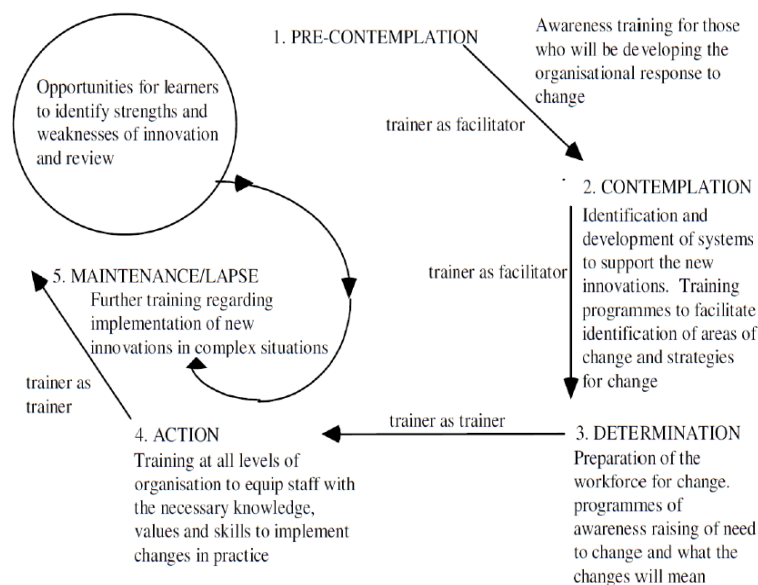 1. PRE-CONTEMPLATION
Awareness training for those
who will be developing the
organisational response to
change
trainer as facilitator
2. CONTEMPLATION
Identification and
development of systems
to support the new
innovations. Training
programmes to facilitate
identification of areas of
change and strategies
for change
trainer as facilitator
3. DETERMINATION
Preparation of the
workforce for change.
programmes of
awareness raising of need
to change and what the
changes will mean
trainer as trainer
4. ACTION
Training at all levels of
organisation to equip staff with
the necessary knowledge,
values and skills to implement
changes in practice
trainer as
trainer
5. MAINTENANCE/LAPSE
Further training regarding
implementation of new
innovations in complex situations
Opportunities for learners
to identify strengths and
weaknesses of innovation
and review